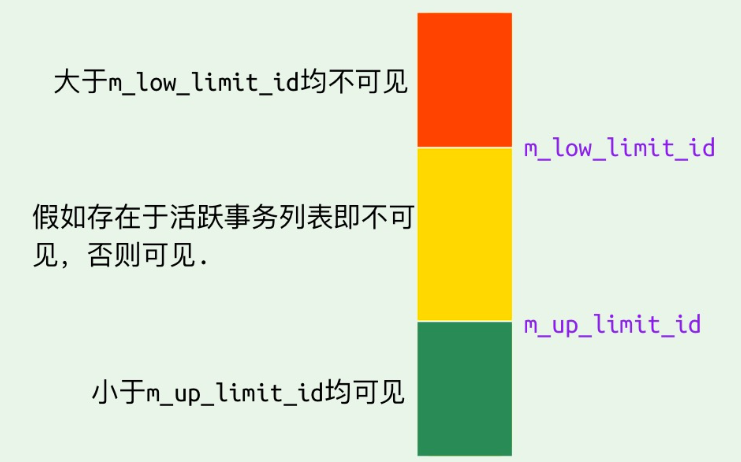 大于m_low_limit_id均不可见
m_low_limit_id
假如存在于活跃事务列表即不可
见，否则可见.
m_up_limit_id
小于m_up_limit_id均可见